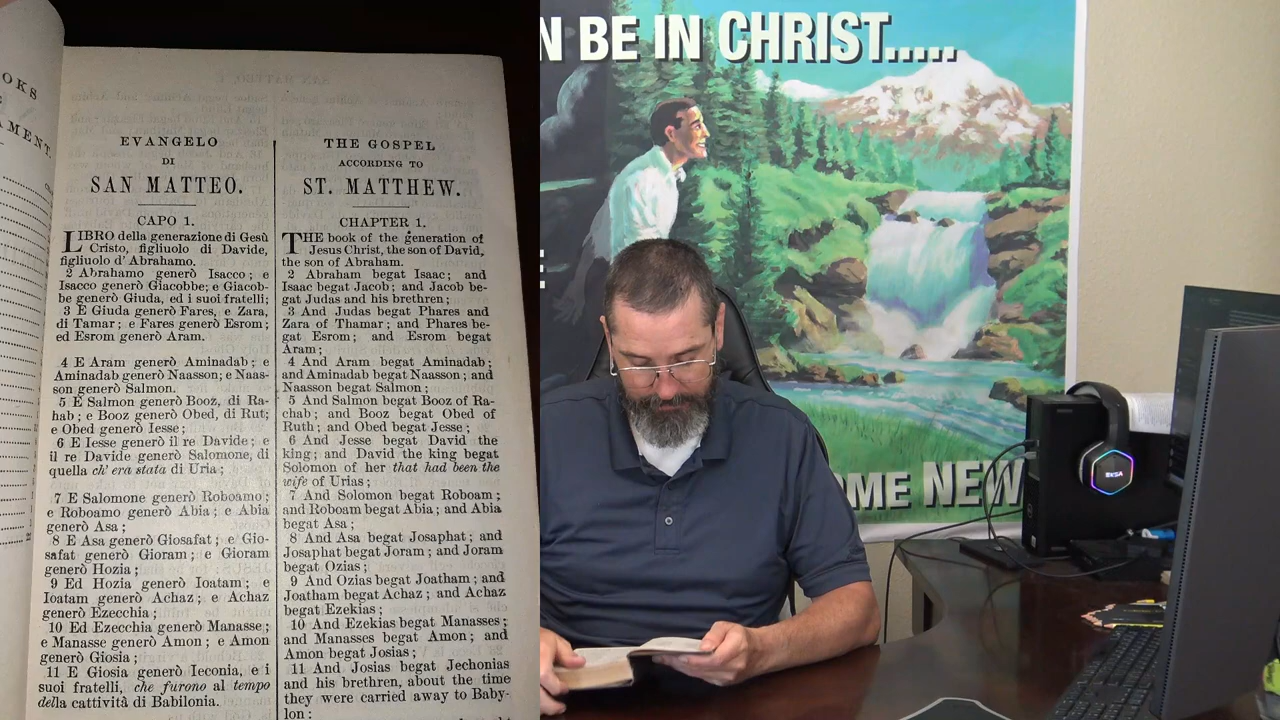 OKS
AMENT.
EVANGELO
DI
SAN MATTEO.
CAPO 1.
LIBRO della generazione di Gesù
Cristo, figliuolo di Davide,
figliuolo d' Abrahamo.
2 Abrahamo generò Isacco; e
Isacco generò Giacobbe; e Giacob-
be generò Giuda, ed i suoi fratelli;
3 E Giuda generò Fares, e Zara,
di Tamar; e Fares generò Esrom;
ed Esrom generò Aram.
4 E Aram generò Aminadab; e
Aminadab generò Naasson; e Naas-
son generò Salmon.
5 E Salmon generò Booz, di Ra-
hab; e Booz generò Obed, di Rut;
e Obed generò Iesse;
6 E Iesse generò il re Davide; e
il re Davide generò Salomone, di
quella ch' era stata di Uria;
7 E Salomone generò Roboamo;
e Roboamo generò Abia; e Abia
generò Asa;
8 E Asa generò Giosafat; e Gio-
safat generò Gioram; e Gioram
generò Hozia;
9 Ed Hozia generò Ioatam; e
Ioatam generò Achaz; e Achaz
generò Ezecchia;
10 Ed Ezecchia generò Manasse;
e Manasse generò Amon; e Amon
generò Giosia;
11 E Giosia generò Ieconia, e i
suoi fratelli, che furono al tempo
della cattività di Babilonia.
THE GOSPEL
ACCORDING TO
ST. MATTHEW.
CHAPTER 1.
THE book of the generation of
Jesus Christ, the son of David,
the son of Abraham.
2 Abraham begat Isaac; and
Isaac begat Jacob; and Jacob be-
gat Judas and his brethren;
3 And Judas begat Phares and
Zara of Thamar; and Phares be-
gat Esrom; and Esrom begat
Aram;
4 And Aram begat Aminadab;
and Aminadab begat Naasson; and
Naasson begat Salmon;
5 And Salmon begat Booz of Ra-
chab; and Booz begat Obed of
Ruth; and Obed begat Jesse;
6 And Jesse begat David the
king; and David the king begat
Solomon of her that had been the
wife of Urias;
7 And Solomon begat Roboam;
and Roboam begat Abia; and Abia
begat Asa;
8 And Asa begat Josaphat; and
Josaphat begat Joram; and Joram
begat Ozias;
9 And Ozias begat Joatham; and
Joatham begat Achaz; and Achaz
begat Ezekias;
10 And Ezekias begat Manasses;
and Manasses begat Amon; and
Amon begat Josias;
11 And Josias begat Jechonias
and his brethren, about the time
they were carried away to Baby-
lon:
N BE IN CHRIST.....
E
OME NEW
EKSA